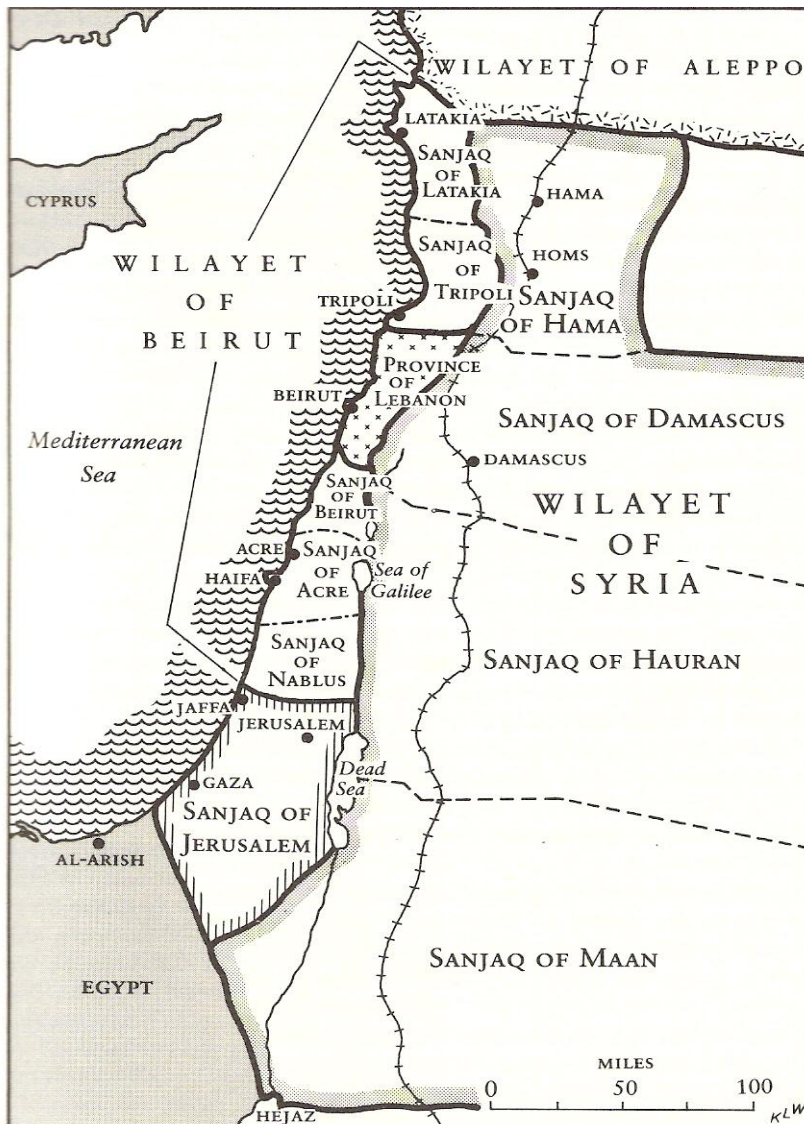 WILAYET OF ALEPPO
LATAKIA
SANJAQ
OF
LATAKIA
CYPRUS
HAMA
WILAYET
OF
BEIRUT
SANJAQ
OF
TRIPOLI
HOMS
SANJAQ
OF HAMA
TRIPOLI
PROVINCE
OF
LEBANON
BEIRUT
SANJAQ OF DAMASCUS
Mediterranean
Sea
DAMASCUS
SANJAQ
OF
BEIRUT
WILAYET
OF
SYRIA
ACRE
SANJAQ
OF
ACRE
HAIFA
Sea of
Galilee
SANJAQ
OF
NABLUS
SANJAQ OF HAURAN
JAFFA
JERUSALEM
Dead
Sea
GAZA
SANJAQ OF
JERUSALEM
AL-ARISH
SANJAQ OF MAAN
EGYPT
MILES
0 50 100
HEJAZ
KLW